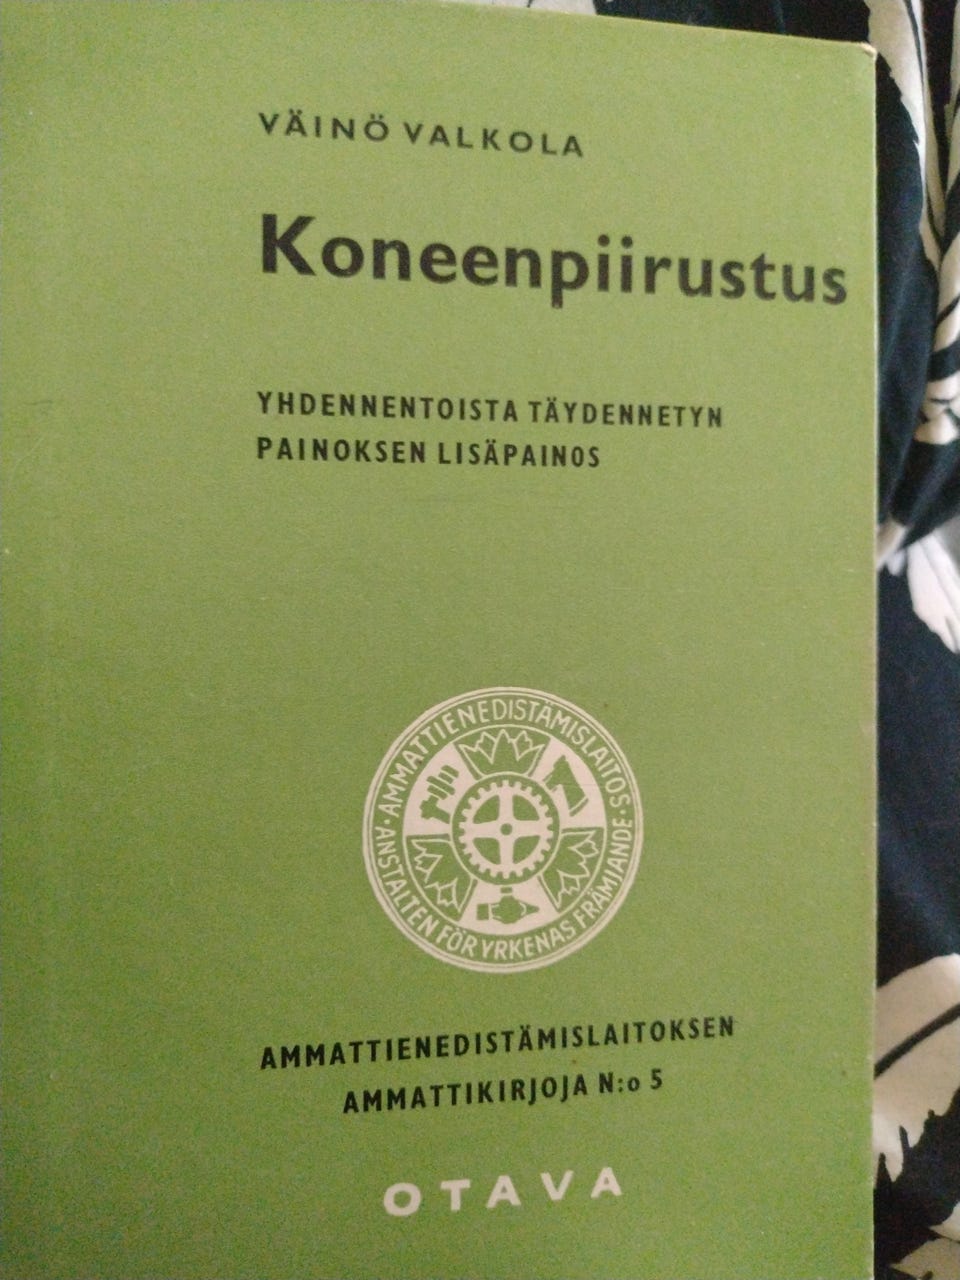 VÄINÖ VALKOLA
Koneenpiirustus
YHDENNENTOISTA TÄYDENNETYN
PAINOKSEN LISÄPAINOS
· AMMATTIENEDISTÄMISLAITOS ·
ANSTALTEN FÖR YRKENAS FRÄMJANDE
AMMATTIENEDISTÄMISLAITOKSEN
AMMATTIKIRJOJA N:o 5
OTAVA